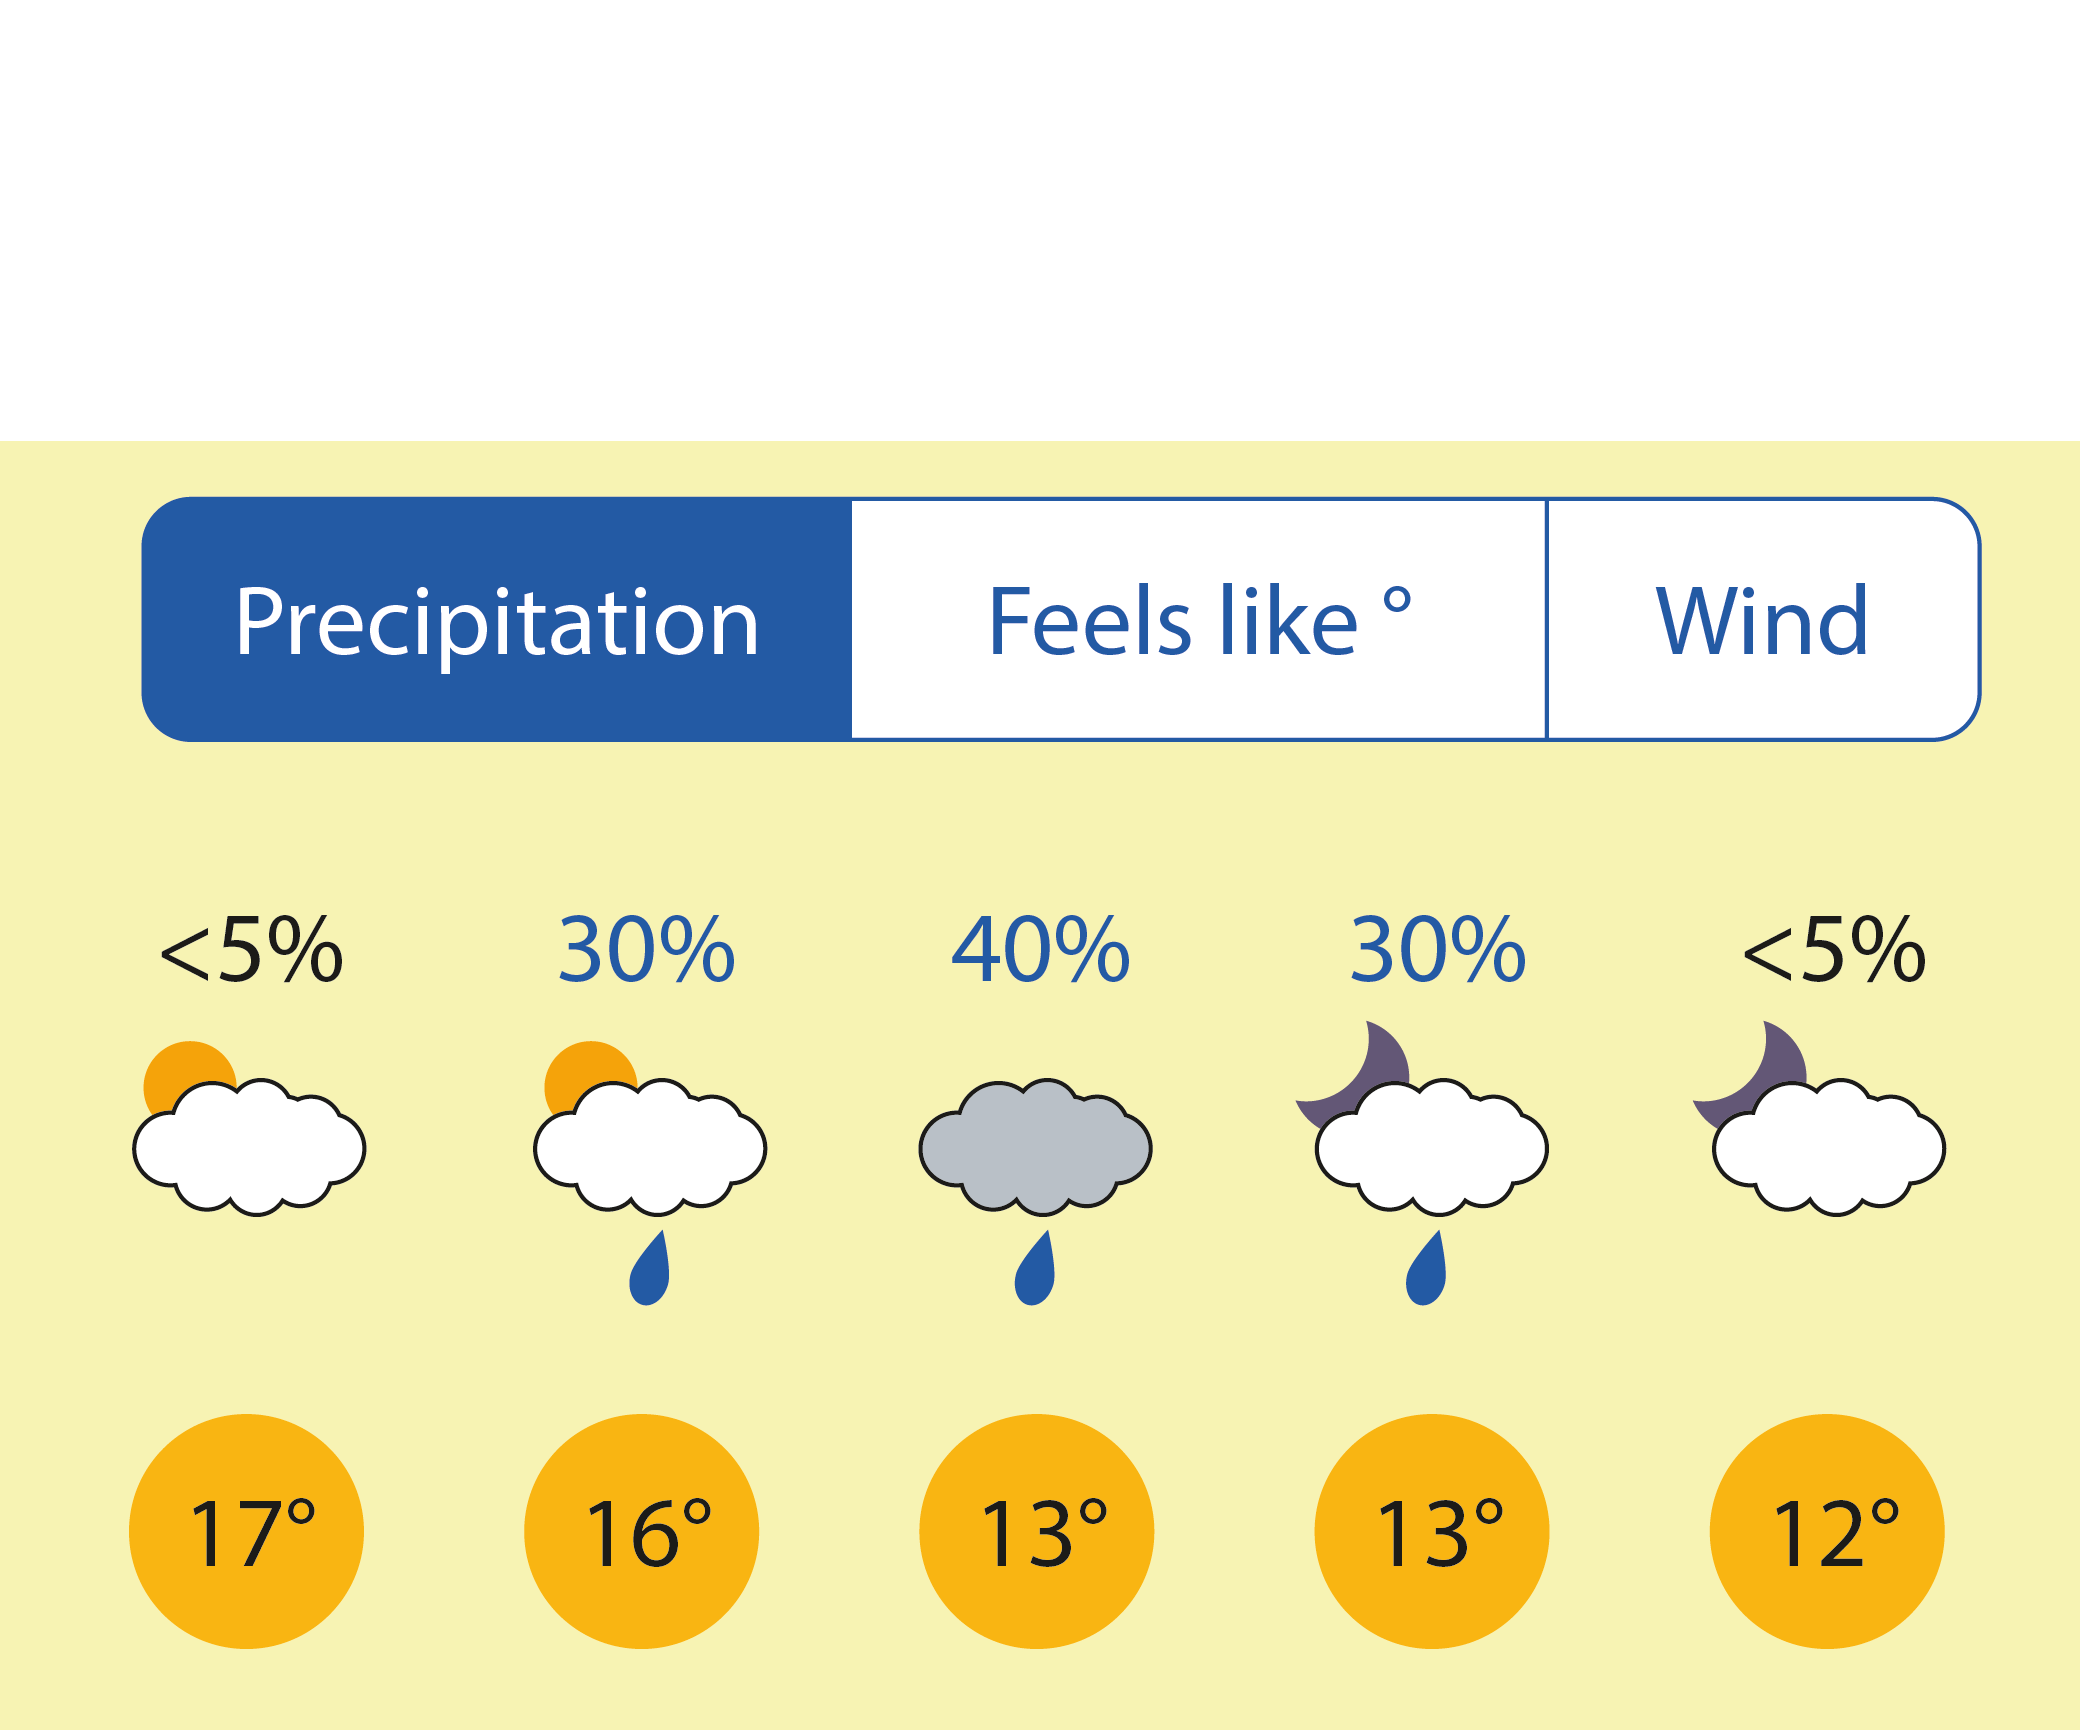 Precipitation Feels like ° Wind
<5% 30% 40% 30% <5%
17° 16° 13° 13° 12°